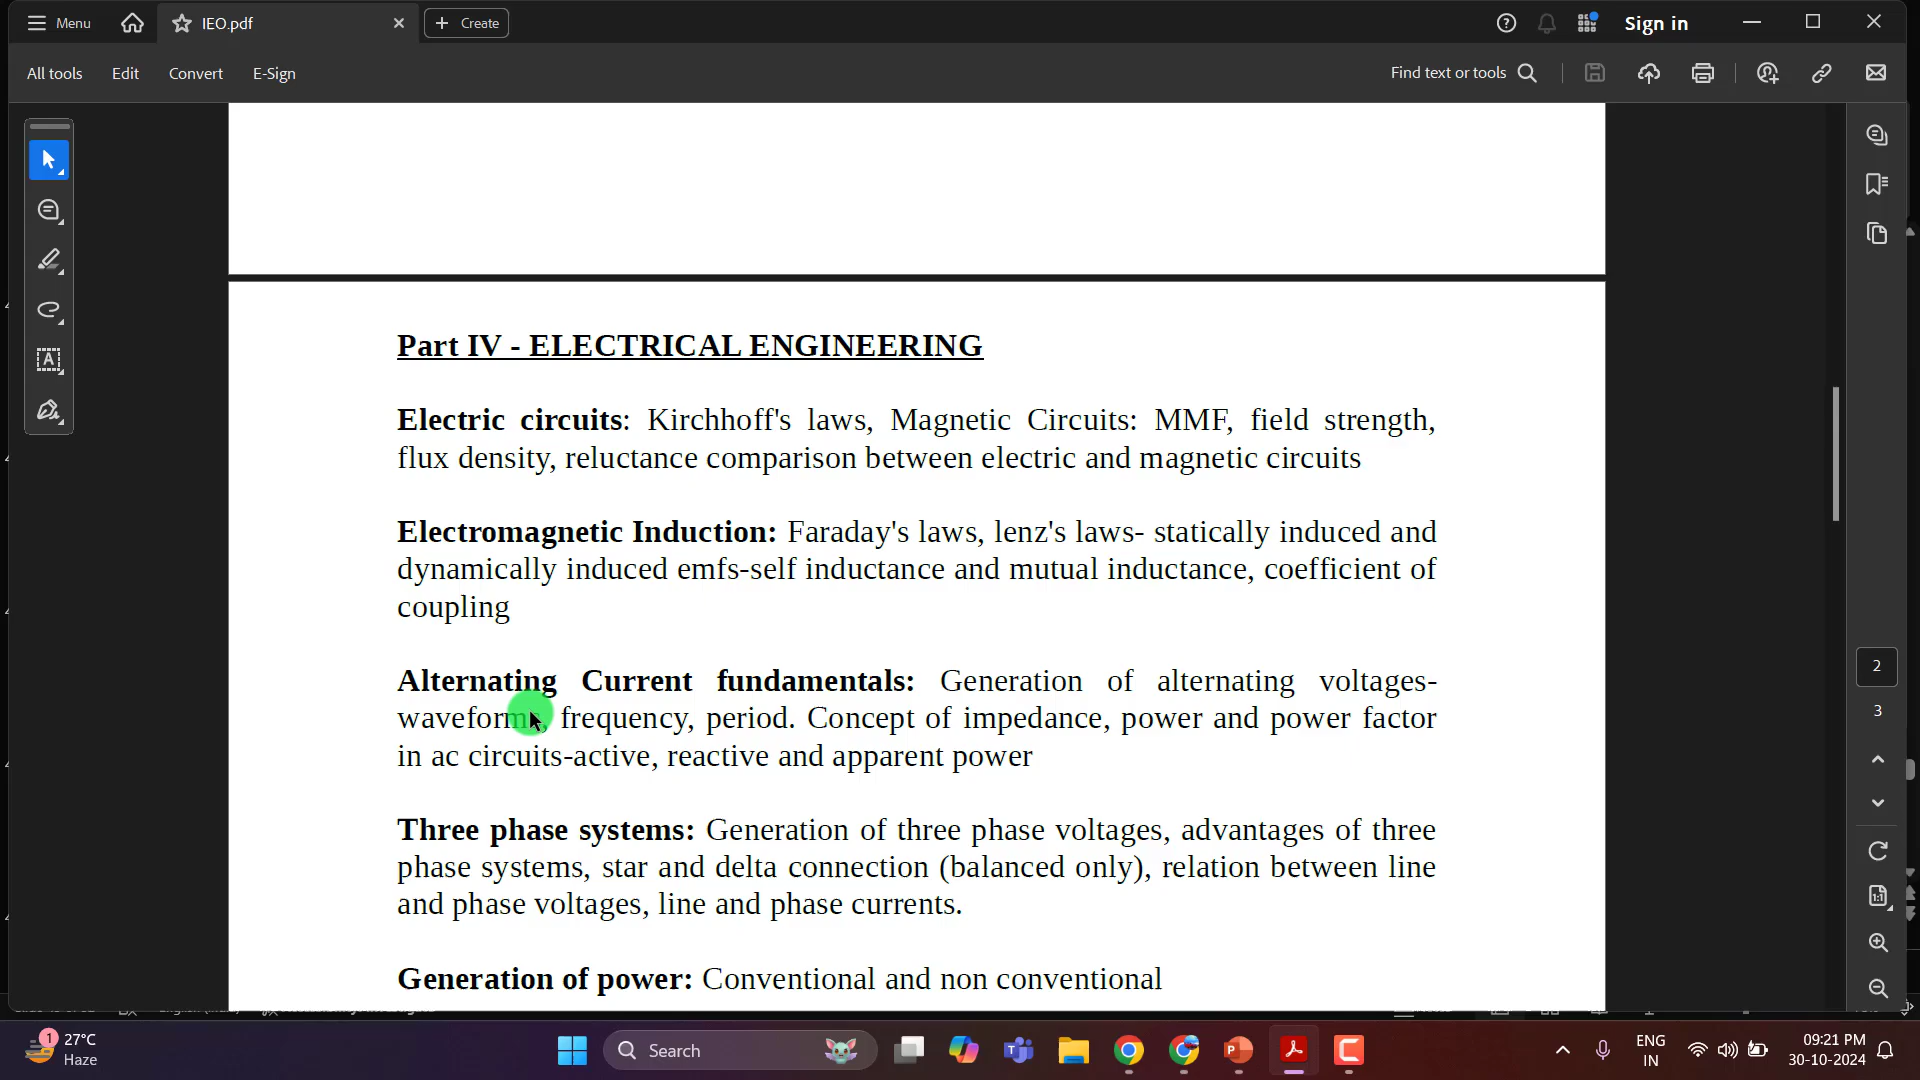 Menu
IEO.pdf
Create
Sign in
All tools
Edit
Convert
E-Sign
Find text or tools
Part IV - ELECTRICAL ENGINEERING
Electric circuits: Kirchhoff's laws, Magnetic Circuits: MMF, field strength,
flux density, reluctance comparison between electric and magnetic circuits
Electromagnetic Induction: Faraday's laws, lenz's laws- statically induced and
dynamically induced emfs-self inductance and mutual inductance, coefficient of
coupling
Alternating Current fundamentals: Generation of alternating voltages-
waveforms, frequency, period. Concept of impedance, power and power factor
in ac circuits-active, reactive and apparent power
Three phase systems: Generation of three phase voltages, advantages of three
phase systems, star and delta connection (balanced only), relation between line
and phase voltages, line and phase currents.
Generation of power: Conventional and non conventional
2
3
1:1
1
27°C
Haze
Search
ENG
IN
09:21 PM
30-10-2024